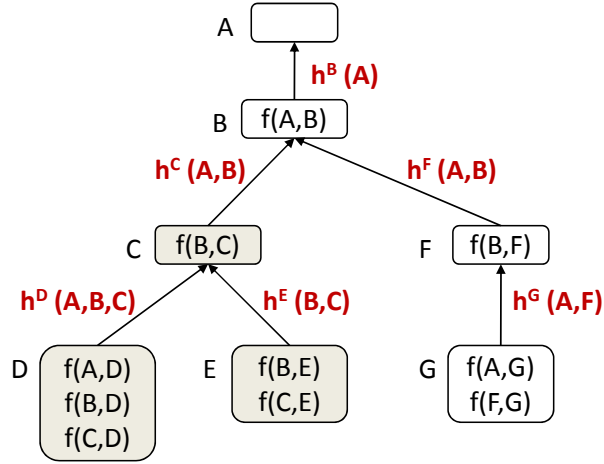 A
h^B (A)
B
f(A,B)
h^C (A,B)
h^F (A,B)
C
f(B,C)
F
f(B,F)
h^D (A,B,C)
h^E (B,C)
h^G (A,F)
D
f(A,D)
f(B,D)
f(C,D)
E
f(B,E)
f(C,E)
G
f(A,G)
f(F,G)